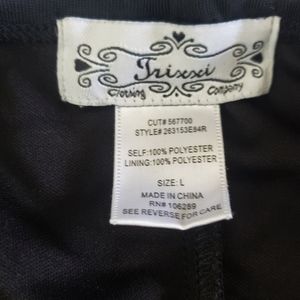 Trixxi
Clothing Company
CUT# 567700
STYLE# 263153E84R
SELF:100% POLYESTER
LINING:100% POLYESTER
SIZE: L
MADE IN CHINA
RN# 106289
SEE REVERSE FOR CARE